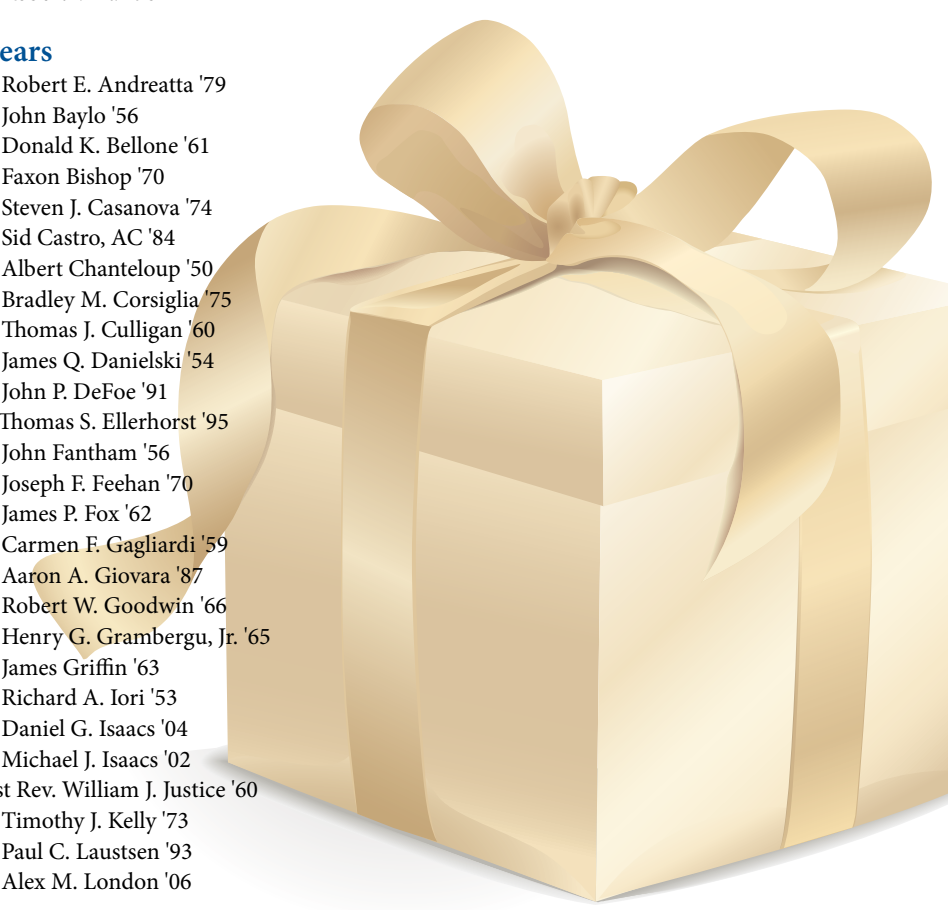 ears
Robert E. Andreatta '79
John Baylo '56
Donald K. Bellone '61
Faxon Bishop '70
Steven J. Casanova '74
Sid Castro, AC '84
Albert Chanteloup '50
Bradley M. Corsiglia '75
Thomas J. Culligan '60
James Q. Danielski '54
John P. DeFoe '91
Thomas S. Ellerhorst '95
John Fantham '56
Joseph F. Feehan '70
James P. Fox '62
Carmen F. Gagliardi '59
Aaron A. Giovara '87
Robert W. Goodwin '66
Henry G. Grambergu, Jr. '65
James Griffin '63
Richard A. Iori '53
Daniel G. Isaacs '04
Michael J. Isaacs '02
st Rev. William J. Justice '60
Timothy J. Kelly '73
Paul C. Laustsen '93
Alex M. London '06